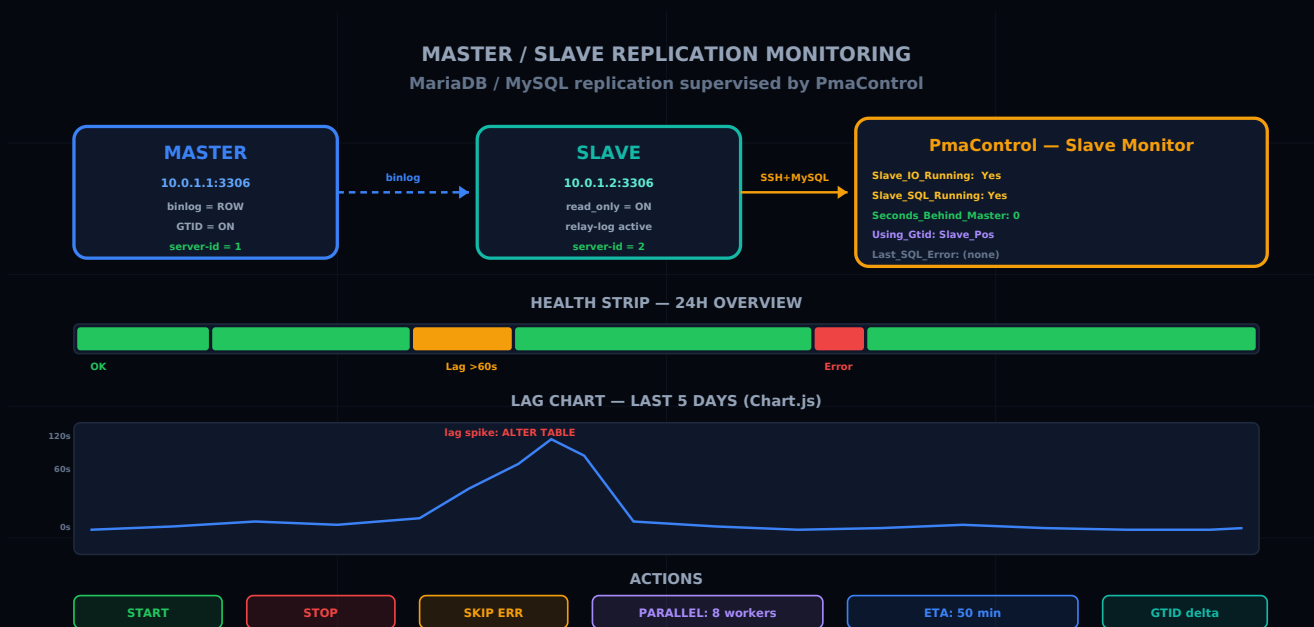 MASTER / SLAVE REPLICATION MONITORING
MariaDB / MySQL replication supervised by PmaControl
MASTER
10.0.1.1:3306
binlog = ROW
GTID = ON
server-id = 1
binlog
SLAVE
10.0.1.2:3306
read_only = ON
relay-log active
server-id = 2
SSH+MySQL
PmaControl — Slave Monitor
Slave_IO_Running: Yes
Slave_SQL_Running: Yes
Seconds_Behind_Master: 0
Using_Gtid: Slave_Pos
Last_SQL_Error: (none)
HEALTH STRIP — 24H OVERVIEW
OK
Lag >60s
Error
LAG CHART — LAST 5 DAYS (Chart.js)
lag spike: ALTER TABLE
120s
60s
0s
ACTIONS
START
STOP
SKIP ERR
PARALLEL: 8 workers
ETA: 50 min
GTID delta